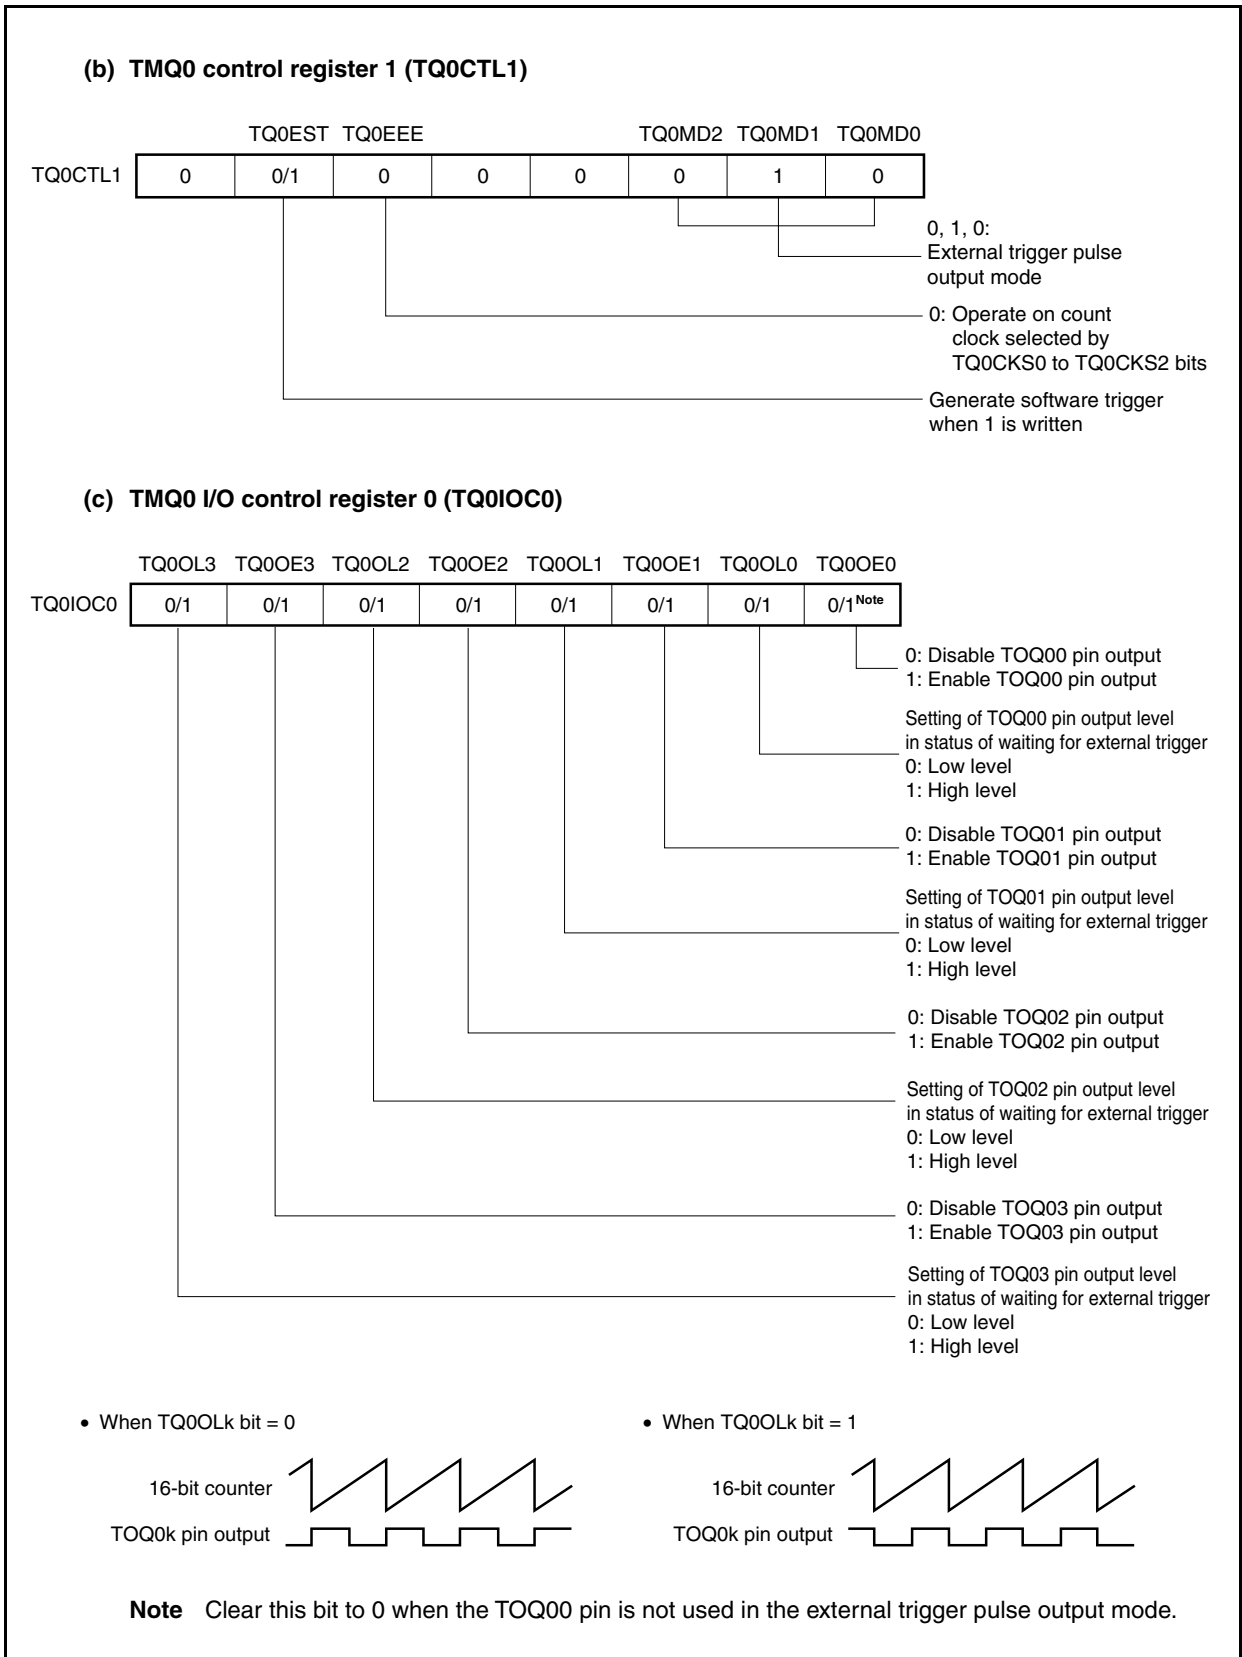 (b) TMQ0 control register 1 (TQ0CTL1)
TQ0EST TQ0EEE TQ0MD2 TQ0MD1 TQ0MD0
TQ0CTL1 0 0/1 0 0 0 0 1 0
0, 1, 0:
External trigger pulse
output mode
0: Operate on count
clock selected by
TQ0CKS0 to TQ0CKS2 bits
Generate software trigger
when 1 is written
(c) TMQ0 I/O control register 0 (TQ0IOC0)
TQ0OL3 TQ0OE3 TQ0OL2 TQ0OE2 TQ0OL1 TQ0OE1 TQ0OL0 TQ0OE0
TQ0IOC0 0/1 0/1 0/1 0/1 0/1 0/1 0/1 0/1Note
0: Disable TOQ00 pin output
1: Enable TOQ00 pin output
Setting of TOQ00 pin output level
in status of waiting for external trigger
0: Low level
1: High level
0: Disable TOQ01 pin output
1: Enable TOQ01 pin output
Setting of TOQ01 pin output level
in status of waiting for external trigger
0: Low level
1: High level
0: Disable TOQ02 pin output
1: Enable TOQ02 pin output
Setting of TOQ02 pin output level
in status of waiting for external trigger
0: Low level
1: High level
0: Disable TOQ03 pin output
1: Enable TOQ03 pin output
Setting of TOQ03 pin output level
in status of waiting for external trigger
0: Low level
1: High level
• When TQ0OLk bit = 0
16-bit counter
TOQ0k pin output
• When TQ0OLk bit = 1
16-bit counter
TOQ0k pin output
Note Clear this bit to 0 when the TOQ00 pin is not used in the external trigger pulse output mode.